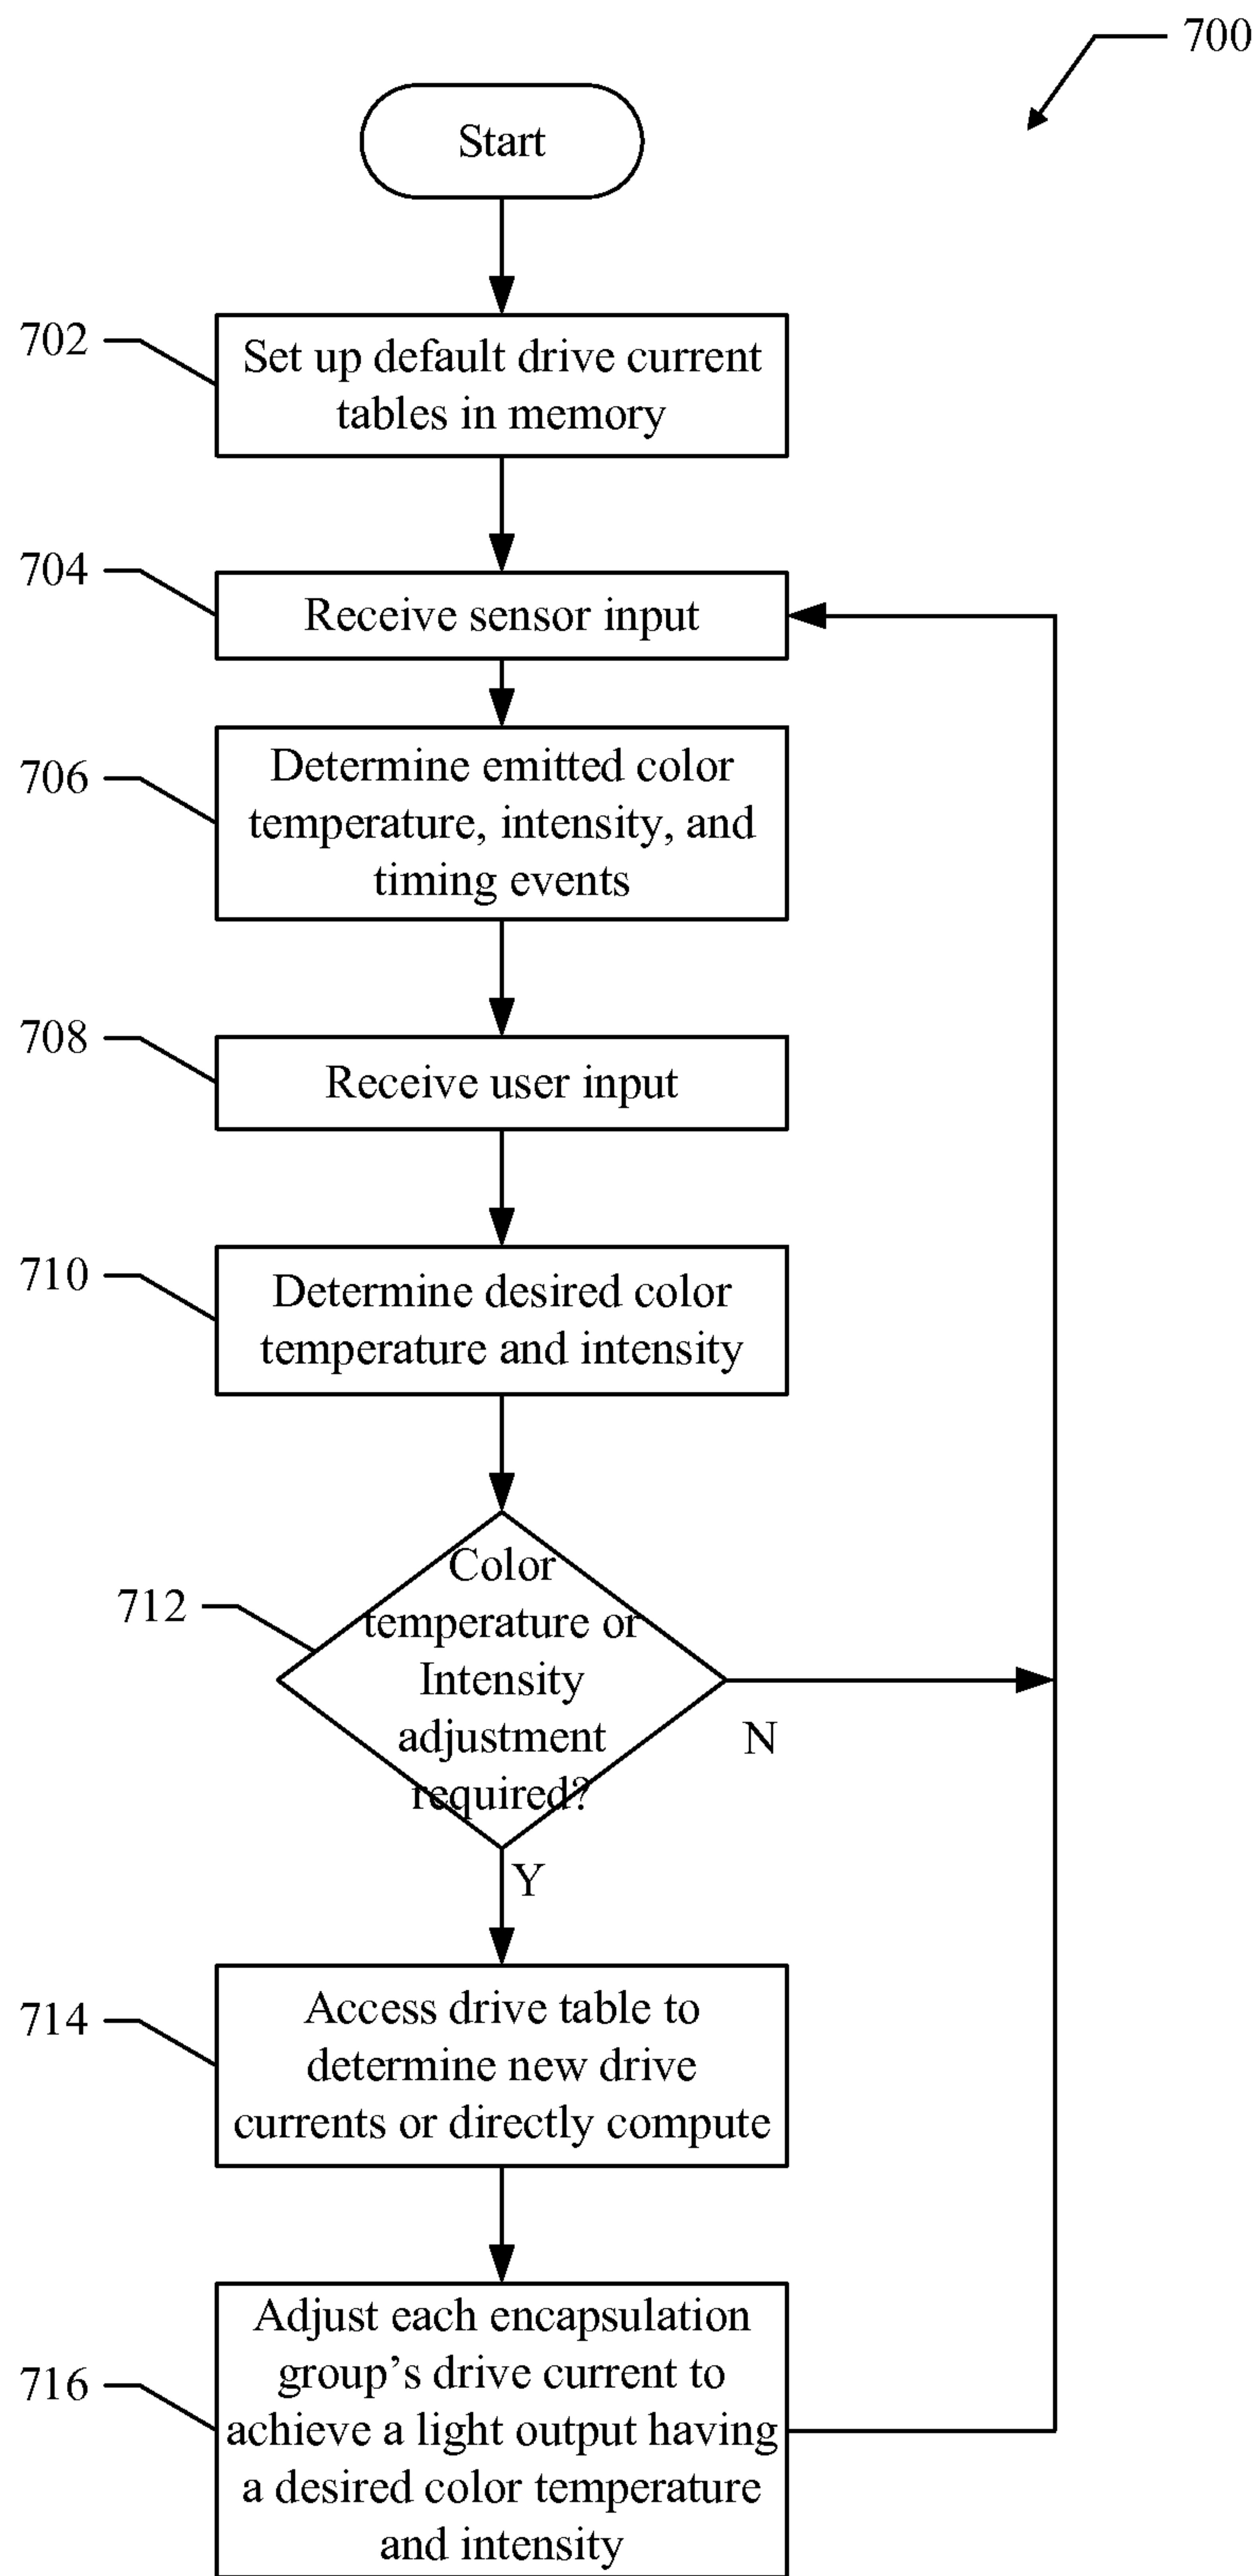 700
Start
702
Set up default drive current
tables in memory
704
Receive sensor input
706
Determine emitted color
temperature, intensity, and
timing events
708
Receive user input
710
Determine desired color
temperature and intensity
712
Color
temperature or
Intensity
adjustment
required?
N
Y
714
Access drive table to
determine new drive
currents or directly compute
716
Adjust each encapsulation
group’s drive current to
achieve a light output having
a desired color temperature
and intensity